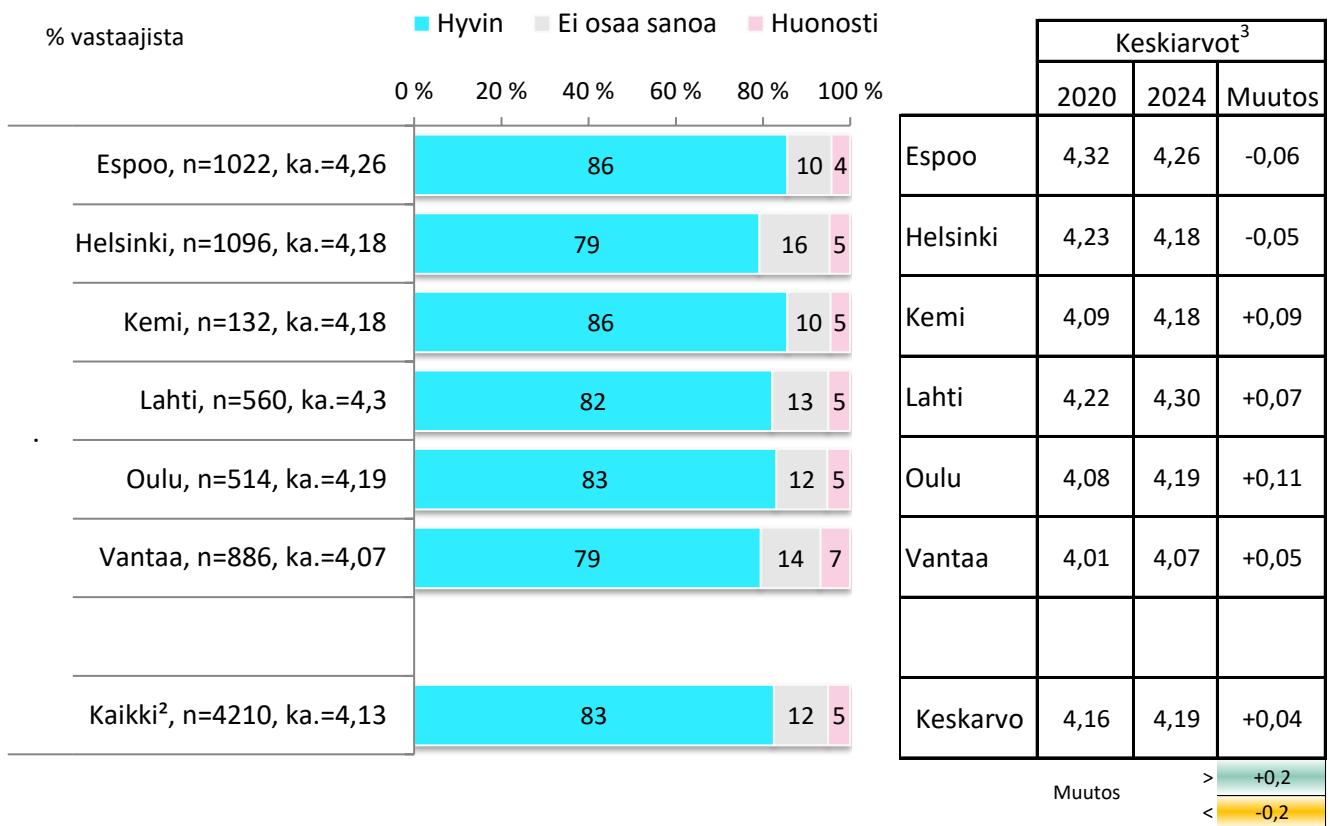 % vastaajista
Hyvin Ei osaa sanoa Huonosti
0 % 20 % 40 % 60 % 80 % 100 %
Espoo, n=1022, ka.=4,26 86 10 4
Helsinki, n=1096, ka.=4,18 79 16 5
Kemi, n=132, ka.=4,18 86 10 5
Lahti, n=560, ka.=4,3 82 13 5
.
Oulu, n=514, ka.=4,19 83 12 5
Vantaa, n=886, ka.=4,07 79 14 7
Kaikki², n=4210, ka.=4,13 83 12 5
Keskiarvot³
2020 2024 Muutos
Espoo 4,32 4,26 -0,06
Helsinki 4,23 4,18 -0,05
Kemi 4,09 4,18 +0,09
Lahti 4,22 4,30 +0,07
Oulu 4,08 4,19 +0,11
Vantaa 4,01 4,07 +0,05
Keskarvo 4,16 4,19 +0,04
Muutos
> +0,2
< -0,2